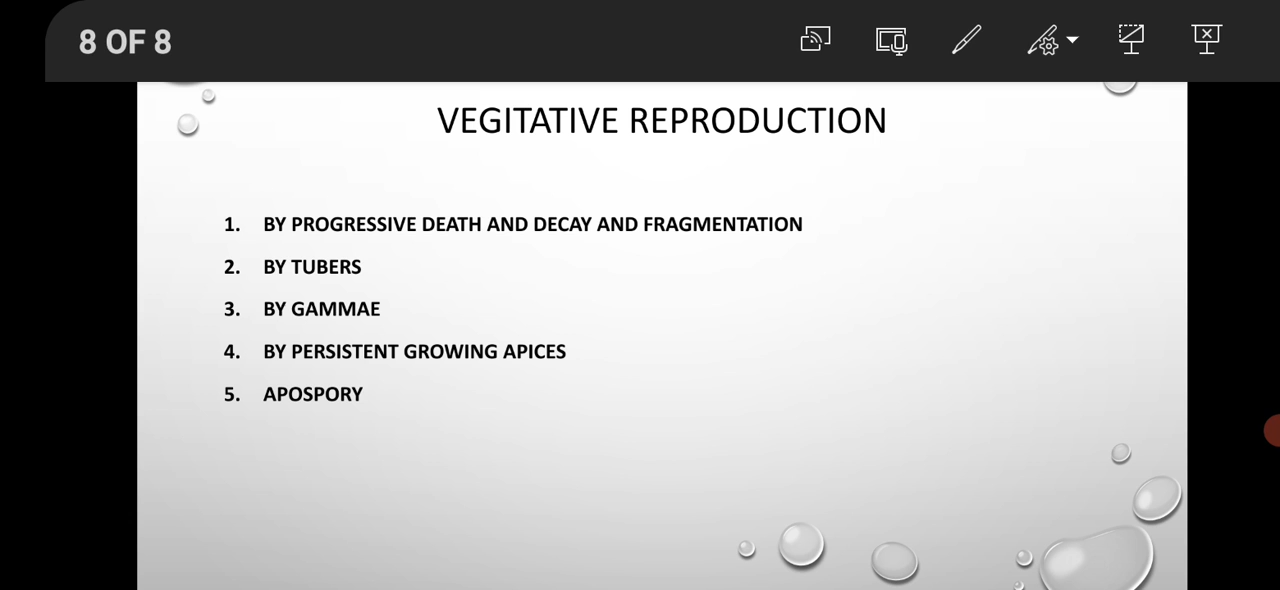 8 OF 8
VEGITATIVE REPRODUCTION
1. BY PROGRESSIVE DEATH AND DECAY AND FRAGMENTATION
2. BY TUBERS
3. BY GAMMAE
4. BY PERSISTENT GROWING APICES
5. APOSPORY